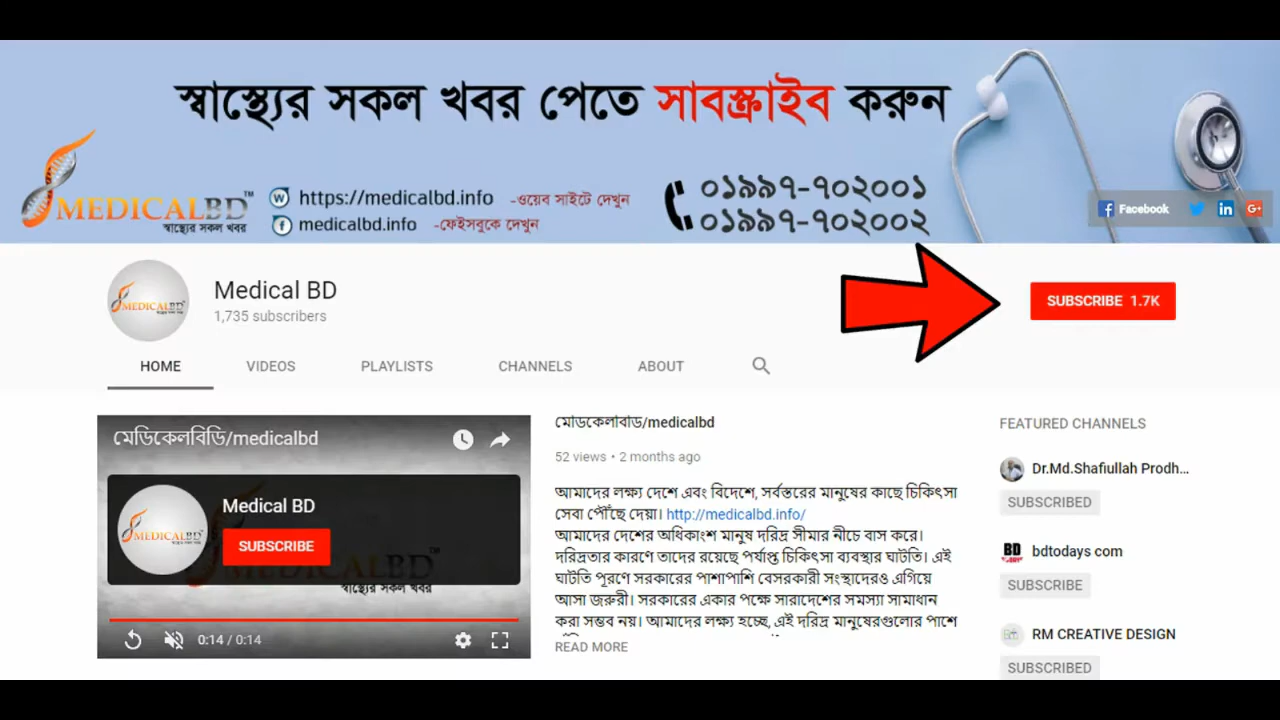 স্বাস্থ্যের সকল খবর পেতে সাবস্ক্রাইব করুন
MEDICALBD™
স্বাস্থ্যের সকল খবর
https://medicalbd.info -ওয়েব সাইটে দেখুন
medicalbd.info -ফেইসবুকে দেখুন
০১৯৯৭-৭০২০০১
০১৯৯৭-৭০২০০২
Facebook
Medical BD
1,735 subscribers
SUBSCRIBE 1.7K
HOME VIDEOS PLAYLISTS CHANNELS ABOUT
মেডিকেলবিডি/medicalbd
Medical BD
SUBSCRIBE
স্বাস্থ্যের সকল খবর
0:14 / 0:14
/medicalbd
52 views • 2 months ago
আমাদের লক্ষ্য দেশে এবং বিদেশে, সর্বস্তরের মানুষের কাছে চিকিৎসা
সেবা পৌঁছে দেয়া। http://medicalbd.info/
আমাদের দেশের অধিকাংশ মানুষ দরিদ্র সীমার নীচে বাস করে।
দরিদ্রতার কারণে তাদের রয়েছে পর্যাপ্ত চিকিৎসা ব্যবস্থার ঘাটতি। এই
ঘাটতি পূরণে সরকারের পাশাপাশি বেসরকারী সংস্থাদেরও এগিয়ে
আসা জরুরী। সরকারের একার পক্ষে সারাদেশের সমস্যা সামাধান
করা সম্ভব নয়। আমাদের লক্ষ্য হচ্ছে, এই দরিদ্র মানুষেরগুলোর পাশে
READ MORE
FEATURED CHANNELS
Dr.Md.Shafiullah Prodh...
SUBSCRIBED
bdtodays com
SUBSCRIBE
RM CREATIVE DESIGN
SUBSCRIBED